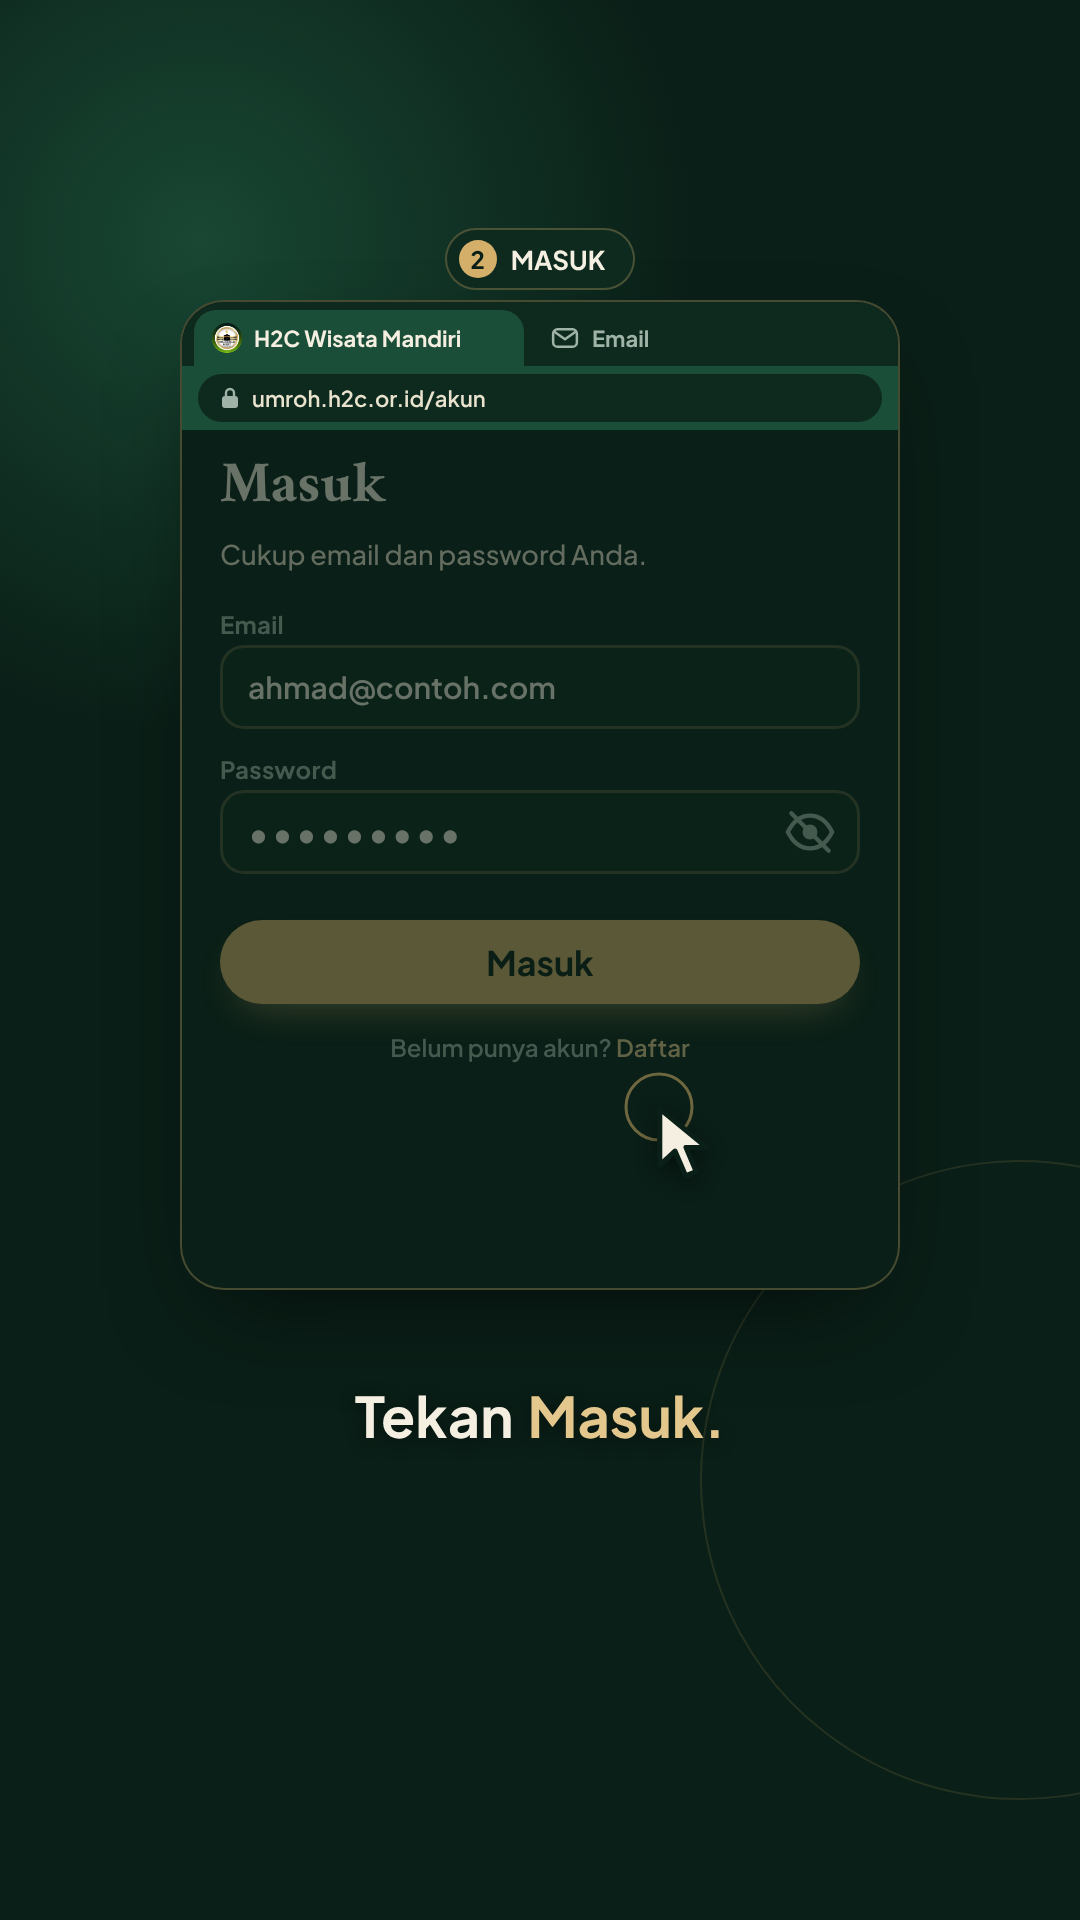 2 MASUK
H2C Wisata Mandiri
Email
umroh.h2c.or.id/akun
Masuk
Cukup email dan password Anda.
Email
ahmad@contoh.com
Password
●●●●●●●●●
Masuk
Belum punya akun? Daftar
Tekan Masuk.